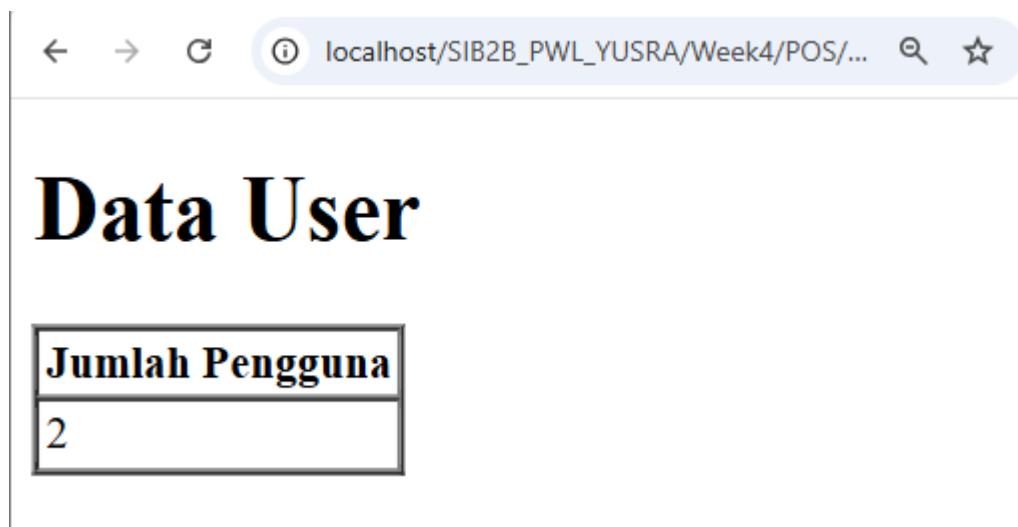 localhost/SIB2B_PWL_YUSRA/Week4/POS/...
Data User
Jumlah Pengguna
2